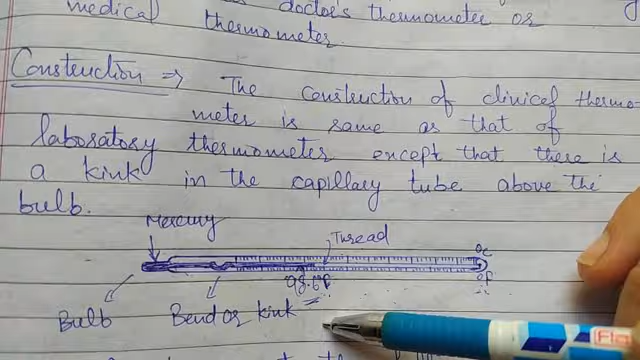 doctor's thermometer or
medical thermometer
Construction ⇒ The construction of clinical thermo
meter is same as that of
laboratory thermometer except that there is
a kink in the capillary tube above the
bulb.
Mercury
Thread
°C
98.6°F
°F
Bulb
Bend or kink
Fla